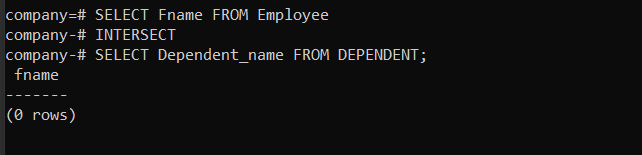 company=# SELECT Fname FROM Employee
company-# INTERSECT
company-# SELECT Dependent_name FROM DEPENDENT;
 fname
-------
(0 rows)